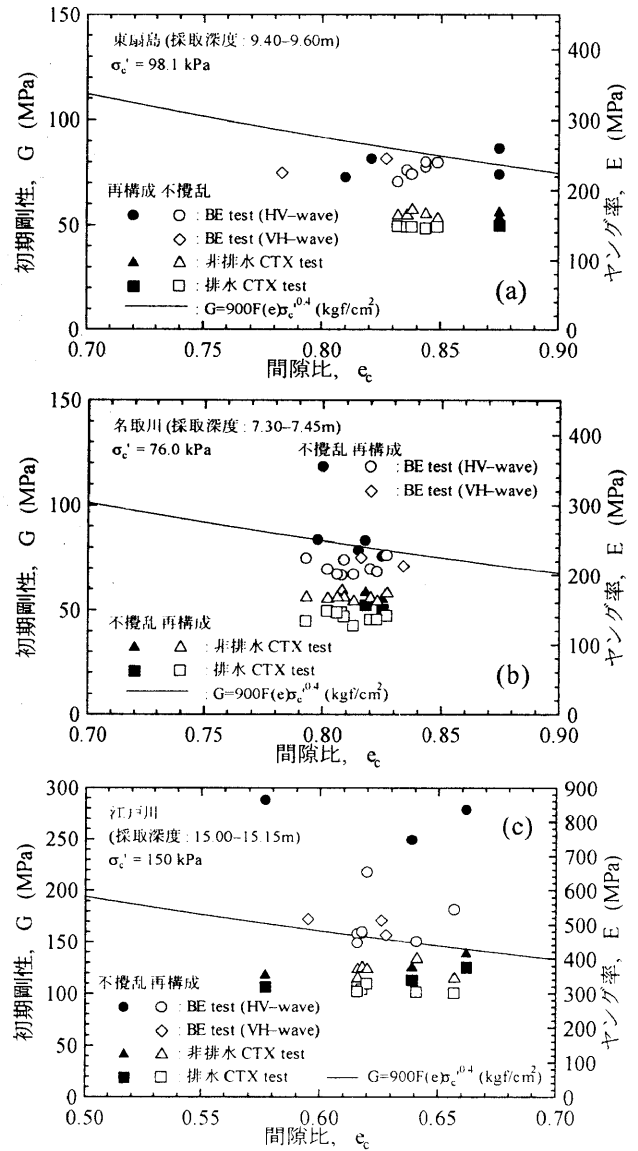 東扇島 (採取深度 : 9.40–9.60m)
σc' = 98.1 kPa
再構成 不攪乱
: BE test (HV–wave)
: BE test (VH–wave)
: 非排水 CTX test
: 排水 CTX test
: G=900F(e)σc'^0.4 (kgf/cm²)
(a)
初期剛性, G (MPa)
150
100
50
0
ヤング率, E (MPa)
400
300
200
100
0
0.70 0.75 0.80 0.85 0.90
間隙比, ec
名取川 (採取深度 : 7.30–7.45m)
σc' = 76.0 kPa
不攪乱 再構成
: BE test (HV–wave)
: BE test (VH–wave)
不攪乱 再構成
: 非排水 CTX test
: 排水 CTX test
: G=900F(e)σc'^0.4 (kgf/cm²)
(b)
初期剛性, G (MPa)
150
100
50
0
ヤング率, E (MPa)
400
300
200
100
0
0.70 0.75 0.80 0.85 0.90
間隙比, ec
江戸川
(採取深度 : 15.00–15.15m)
σc' = 150 kPa
(c)
不攪乱 再構成
: BE test (HV–wave)
: BE test (VH–wave)
: 非排水 CTX test
: 排水 CTX test
G=900F(e)σc'^0.4 (kgf/cm²)
初期剛性, G (MPa)
300
250
200
150
100
50
0
ヤング率, E (MPa)
900
800
700
600
500
400
300
200
100
0
0.50 0.55 0.60 0.65 0.70
間隙比, ec